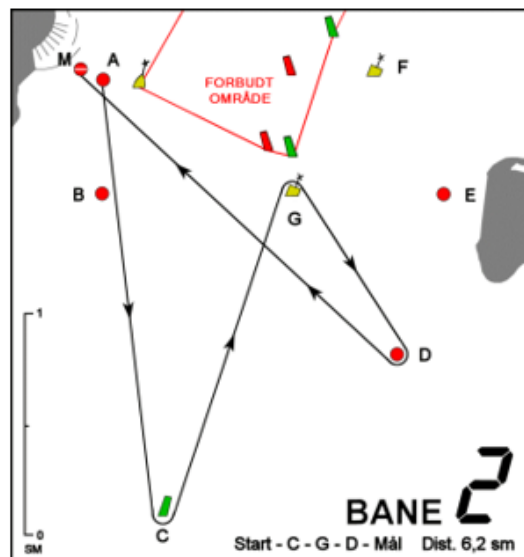 M
A
F
FORBUDT
OMRÅDE
B
E
G
1
D
BANE 2
0
SM
C
Start - C - G - D - Mål Dist. 6,2 sm